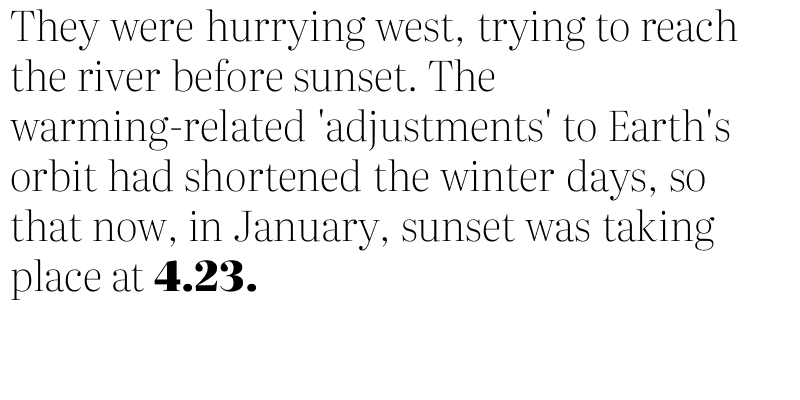 They were hurrying west, trying to reach
the river before sunset. The
warming-related 'adjustments' to Earth's
orbit had shortened the winter days, so
that now, in January, sunset was taking
place at 4.23.